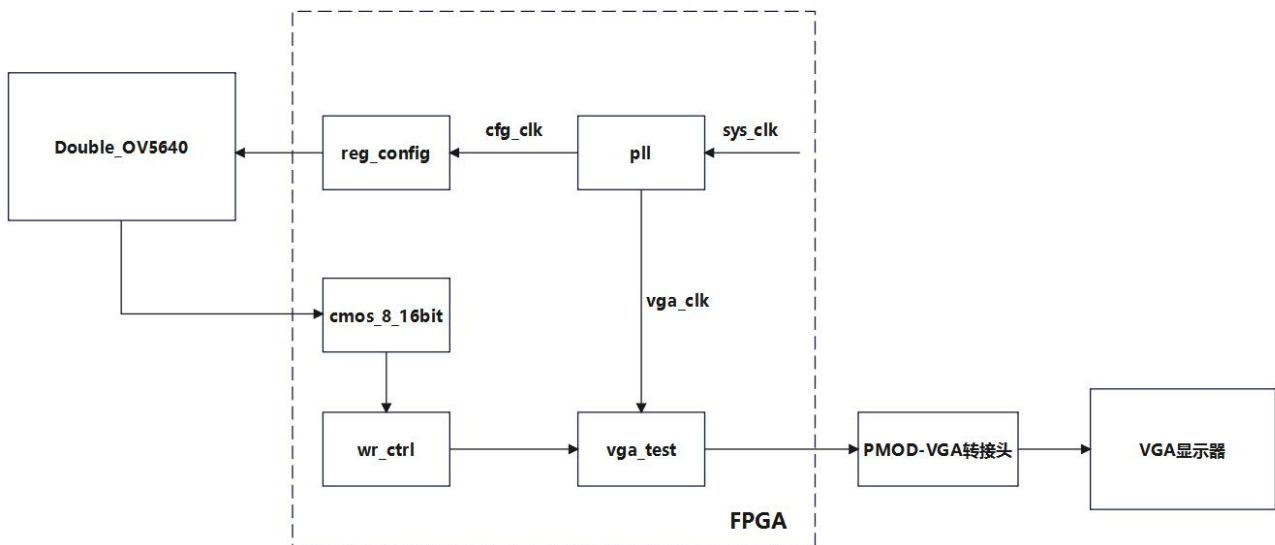 Double_OV5640
reg_config
cfg_clk
pll
sys_clk
cmos_8_16bit
vga_clk
wr_ctrl
vga_test
PMOD-VGA转接头
VGA显示器
FPGA